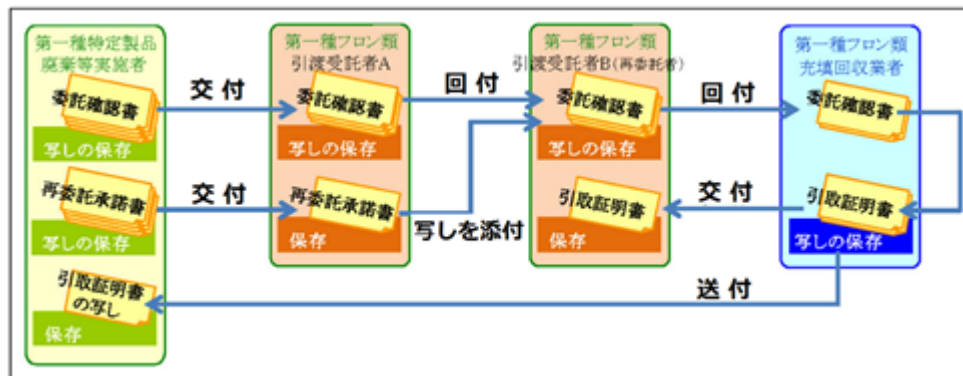 第一種特定製品
廃棄等実施者
委託確認書
写しの保存
再委託承諾書
写しの保存
引取証明書
の写し
保存
交付
交付
第一種フロン類
引渡受託者A
委託確認書
写しの保存
再委託承諾書
保存
回付
写しを添付
第一種フロン類
引渡受託者B(再委託者)
委託確認書
写しの保存
引取証明書
保存
回付
交付
第一種フロン類
充填回収業者
委託確認書
引取証明書
写しの保存
送付